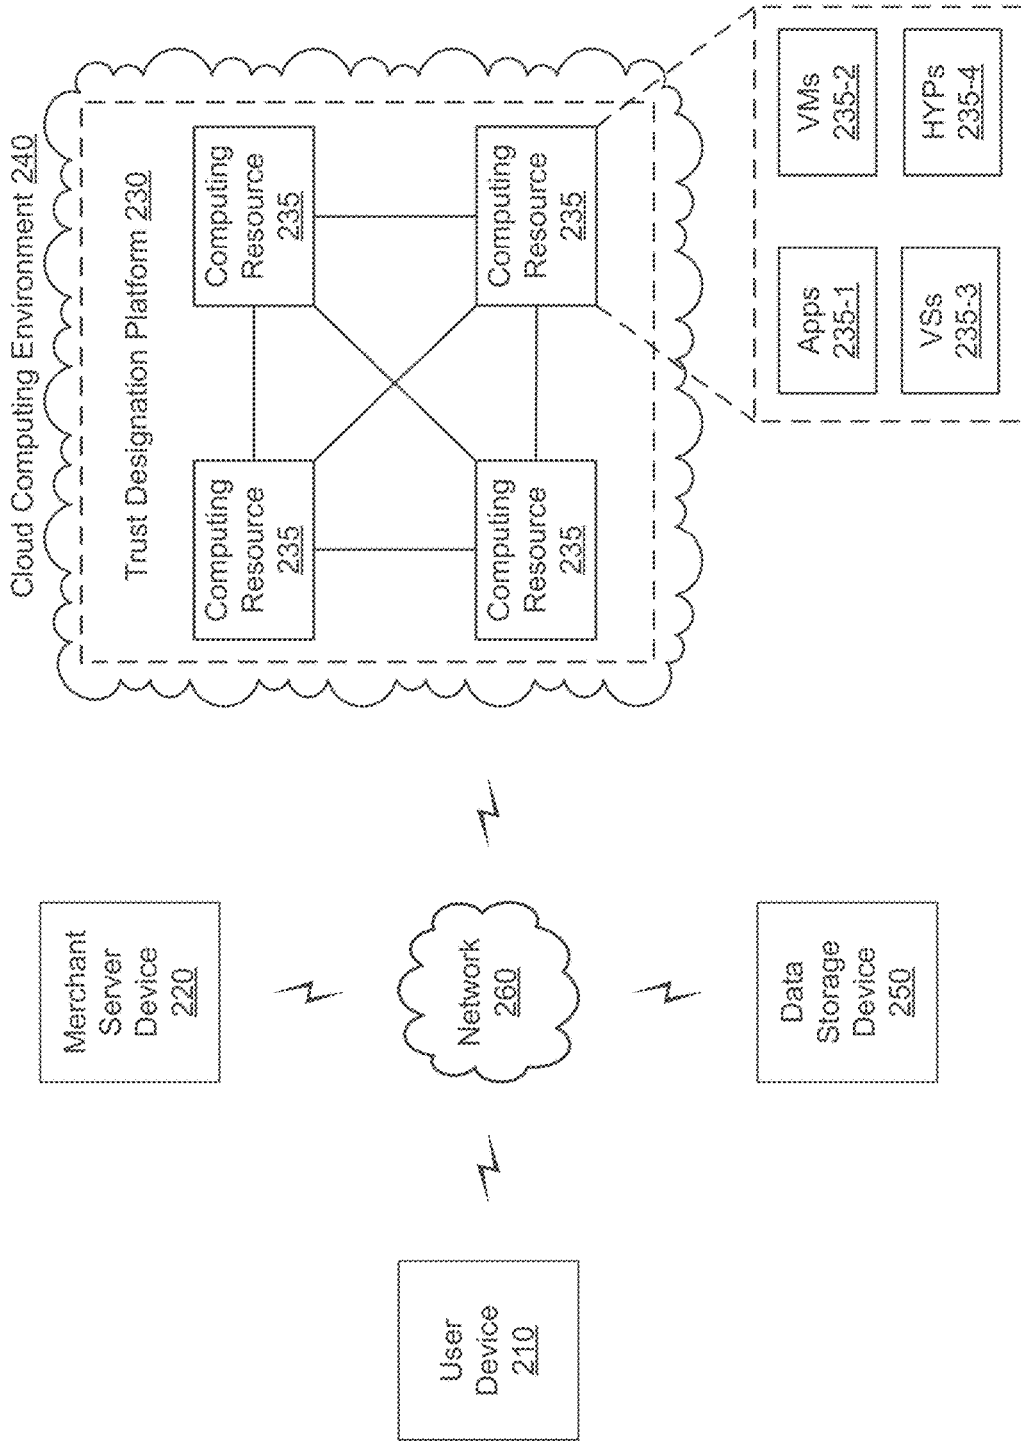 Cloud Computing Environment 240
Trust Designation Platform 230
Computing
Resource
235
Computing
Resource
235
Computing
Resource
235
Computing
Resource
235
Merchant
Server
Device
220
User
Device
210
Network
260
Data
Storage
Device
250
Apps
235-1
VMs
235-2
VSs
235-3
HYPs
235-4